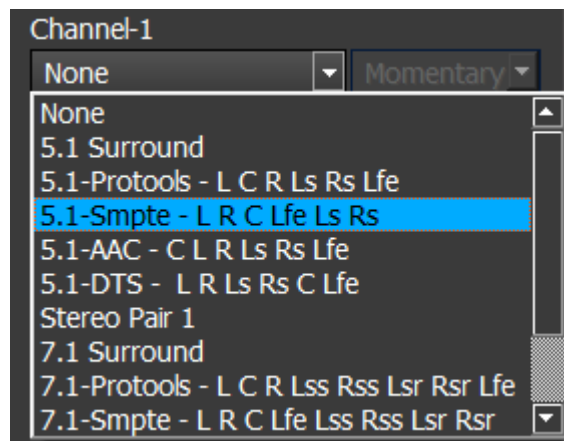 Channel-1
None
Momentary
None
5.1 Surround
5.1-Protools - L C R Ls Rs Lfe
5.1-Smpte - L R C Lfe Ls Rs
5.1-AAC - C L R Ls Rs Lfe
5.1-DTS - L R Ls Rs C Lfe
Stereo Pair 1
7.1 Surround
7.1-Protools - L C R Lss Rss Lsr Rsr Lfe
7.1-Smpte - L R C Lfe Lss Rss Lsr Rsr